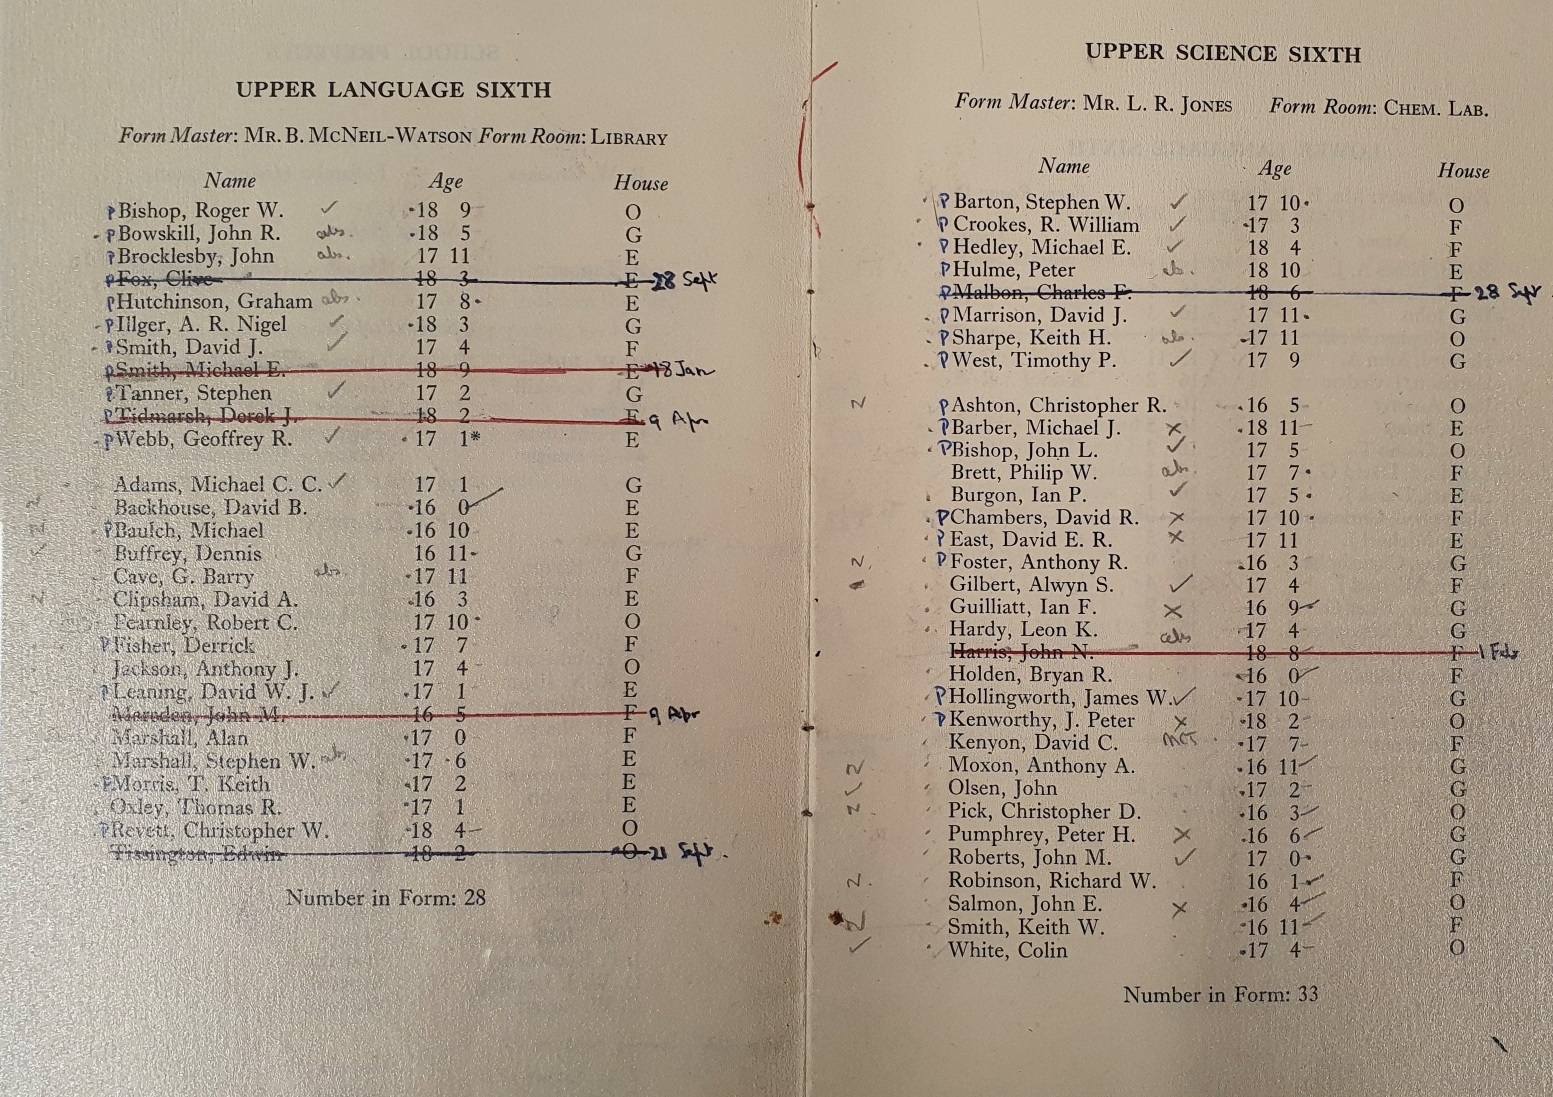 UPPER LANGUAGE SIXTH
Form Master: MR. B. MCNEIL-WATSON Form Room: LIBRARY
Name Age House
P Bishop, Roger W. ✓ 18 9 O
P Bowskill, John R. abs. 18 5 G
P Brocklesby, John abs. 17 11 E
P Fox, Clive 18 3 E 28 Sept
P Hutchinson, Graham abs. 17 8 E
P Illger, A. R. Nigel ✓ 18 3 G
P Smith, David J. ✓ 17 4 F
P Smith, Michael E. 18 9 E 18 Jan
P Tanner, Stephen ✓ 17 2 G
P Tidmarsh, Derek J. 18 2 E 9 Apr
P Webb, Geoffrey R. ✓ 17 1* E
Adams, Michael C. C. ✓ 17 1 G
Backhouse, David B. 16 0 E
P Baulch, Michael 16 10 E
Buffrey, Dennis 16 11 G
Cave, G. Barry abs. 17 11 F
Clipsham, David A. 16 3 E
Fearnley, Robert C. 17 10 O
P Fisher, Derrick 17 7 F
Jackson, Anthony J. 17 4 O
P Leaning, David W. J. ✓ 17 1 E
Marsden, John M. 16 5 F 9 Apr
Marshall, Alan 17 0 F
Marshall, Stephen W. abs 17 6 E
P Morris, T. Keith 17 2 E
Oxley, Thomas R. 17 1 E
P Revett, Christopher W. 18 4 O
Tissington, Edwin 18 2 O 21 Sept.
Number in Form: 28
UPPER SCIENCE SIXTH
Form Master: MR. L. R. JONES Form Room: CHEM. LAB.
Name Age House
P Barton, Stephen W. ✓ 17 10 O
P Crookes, R. William ✓ 17 3 F
P Hedley, Michael E. ✓ 18 4 F
P Hulme, Peter ab. 18 10 E
P Malbon, Charles F. 18 6 F 28 Sept
P Marrison, David J. ✓ 17 11 G
P Sharpe, Keith H. ab. 17 11 O
P West, Timothy P. ✓ 17 9 G
N P Ashton, Christopher R. 16 5 O
P Barber, Michael J. x 18 11 E
P Bishop, John L. ✓ 17 5 O
Brett, Philip W. abs. 17 7 F
Burgon, Ian P. ✓ 17 5 E
P Chambers, David R. x 17 10 F
P East, David E. R. x 17 11 E
N. P Foster, Anthony R. 16 3 G
Gilbert, Alwyn S. ✓ 17 4 F
Guilliatt, Ian F. x 16 9 G
Hardy, Leon K. abs 17 4 G
Harris, John N. 18 8 F 1 Feb
Holden, Bryan R. 16 0 F
P Hollingworth, James W. ✓ 17 10 G
P Kenworthy, J. Peter x 18 2 O
Kenyon, David C. 17 7 F
N Moxon, Anthony A. 16 11 G
Olsen, John 17 2 G
Pick, Christopher D. 16 3 O
Pumphrey, Peter H. x 16 6 G
Roberts, John M. ✓ 17 0 G
N. Robinson, Richard W. 16 1 F
Salmon, John E. x 16 4 O
Smith, Keith W. 16 11 F
✓ White, Colin 17 4 O
Number in Form: 33